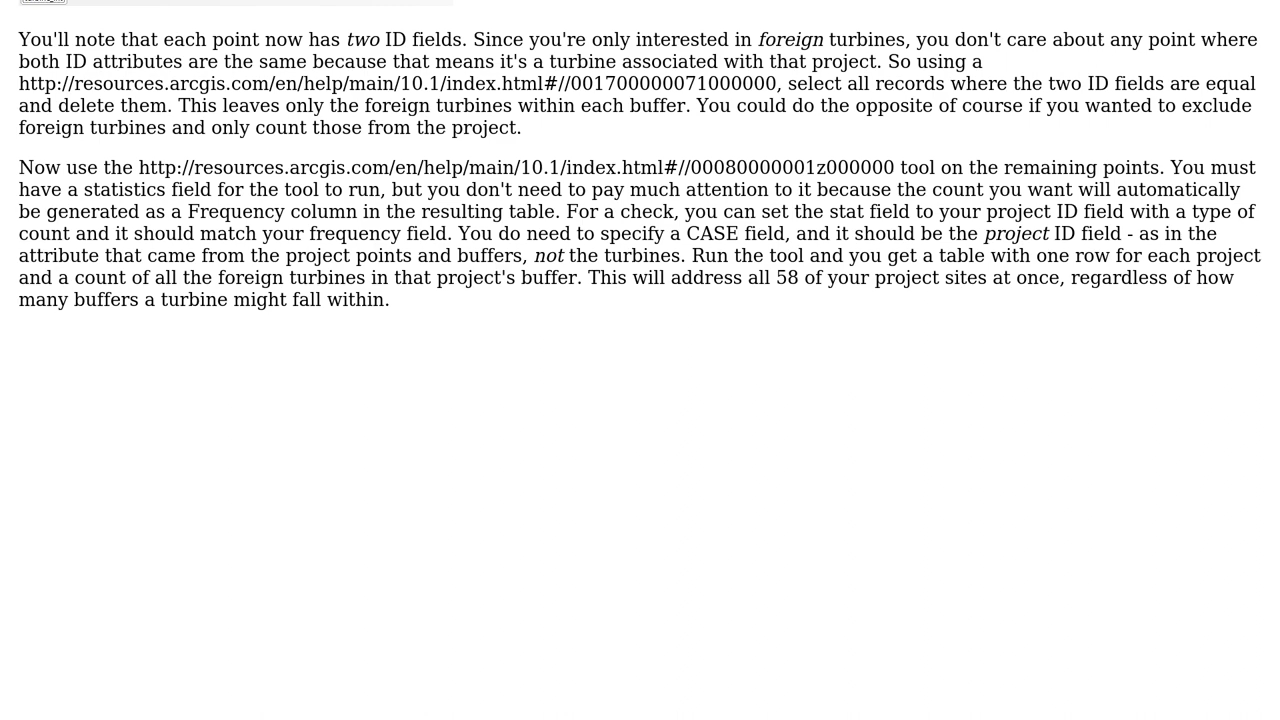 You'll note that each point now has two ID fields. Since you're only interested in foreign turbines, you don't care about any point where
both ID attributes are the same because that means it's a turbine associated with that project. So using a
http://resources.arcgis.com/en/help/main/10.1/index.html#//001700000071000000, select all records where the two ID fields are equal
and delete them. This leaves only the foreign turbines within each buffer. You could do the opposite of course if you wanted to exclude
foreign turbines and only count those from the project.
Now use the http://resources.arcgis.com/en/help/main/10.1/index.html#//00080000001z000000 tool on the remaining points. You must
have a statistics field for the tool to run, but you don't need to pay much attention to it because the count you want will automatically
be generated as a Frequency column in the resulting table. For a check, you can set the stat field to your project ID field with a type of
count and it should match your frequency field. You do need to specify a CASE field, and it should be the project ID field - as in the
attribute that came from the project points and buffers, not the turbines. Run the tool and you get a table with one row for each project
and a count of all the foreign turbines in that project's buffer. This will address all 58 of your project sites at once, regardless of how
many buffers a turbine might fall within.